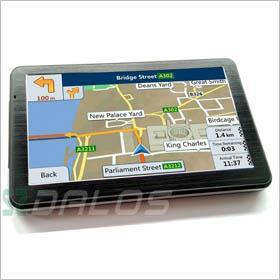 Bridge Street A302
Deans Yard
A302
Great Smith
B326
100 m
New Palace Yard
Birdcage
Distance
1.4 km
King Charles
Time Remaining
0:03
A3211
Arrival Time
11:37
Back
Parliament Street A3212
DALOS